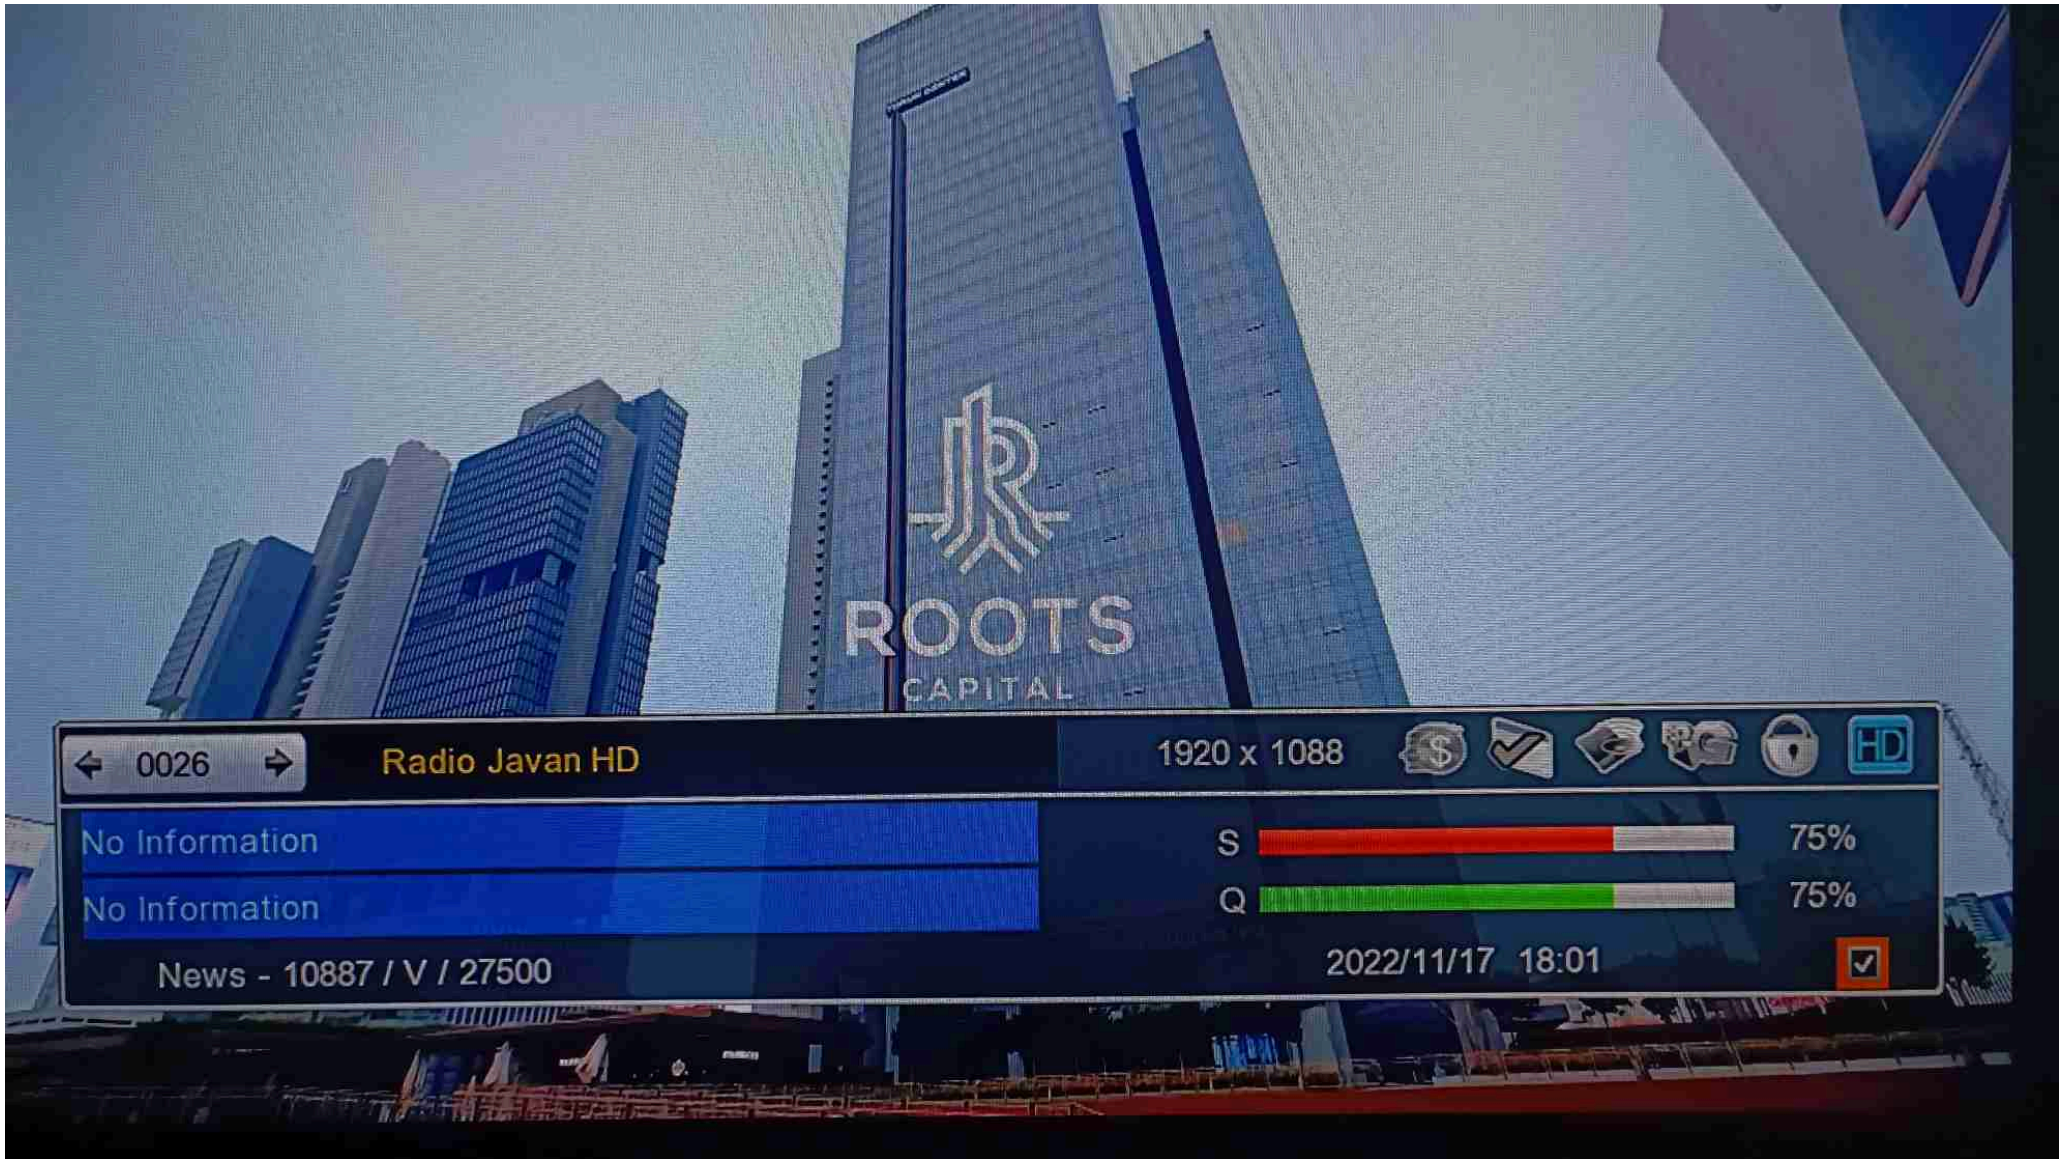 ROOTS
CAPITAL
0026 Radio Javan HD 1920 x 1088 HD
No Information S 75%
No Information Q 75%
News - 10887 / V / 27500 2022/11/17 18:01